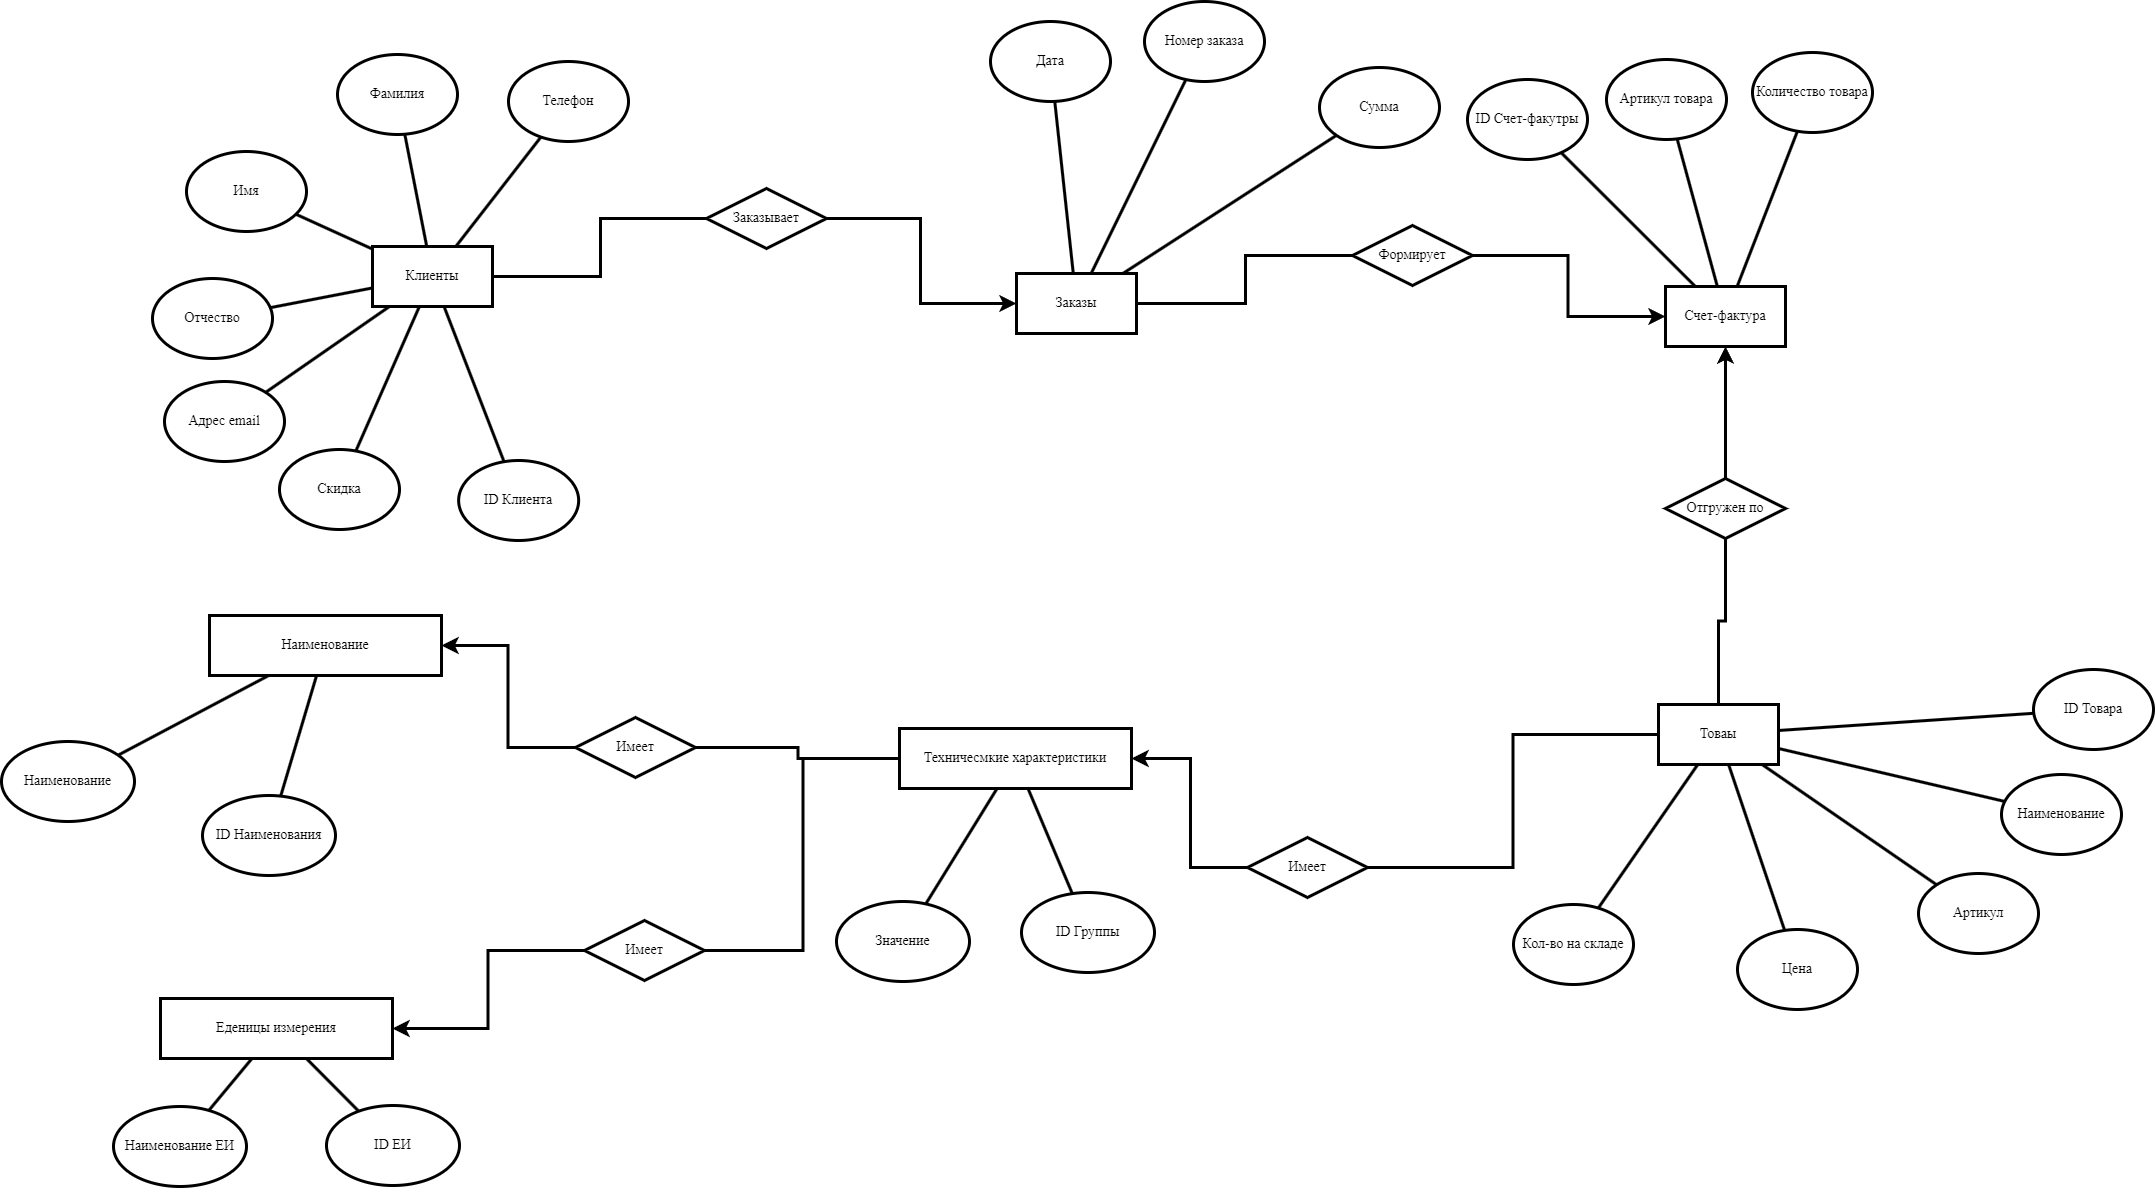 Дата
Номер заказа
Сумма
Фамилия
Телефон
ID Счет-факутры
Артикул товара
Количество товара
Имя
Заказывает
Клиенты
Формирует
Заказы
Счет-фактура
Отчество
Адрес email
Скидка
ID Клиента
Отгружен по
Наименование
Наименование
ID Наименования
Имеет
Техничесмкие характеристики
Товаы
ID Товара
Наименование
Артикул
Имеет
Значение
ID Группы
Кол-во на складе
Цена
Имеет
Еденицы измерения
Наименование ЕИ
ID ЕИ